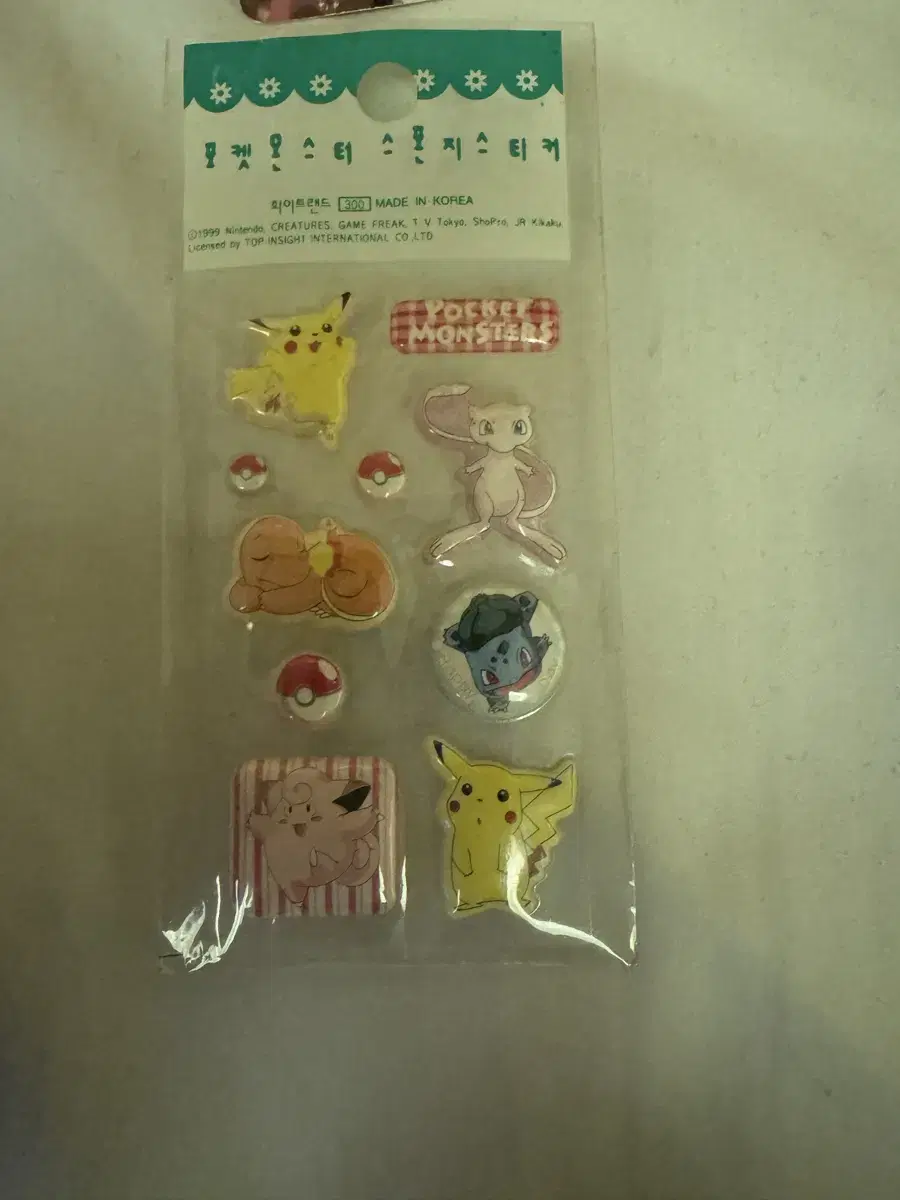 포켓몬스터 스폰지스티커
화이트랜드 300 MADE IN KOREA
©1999 Nintendo, CREATURES, GAME FREAK, T V Tokyo, ShoPro, JR Kikaku
Licensed by TOP INSIGHT INTERNATIONAL CO.,LTD
POCKET
MONSTERS